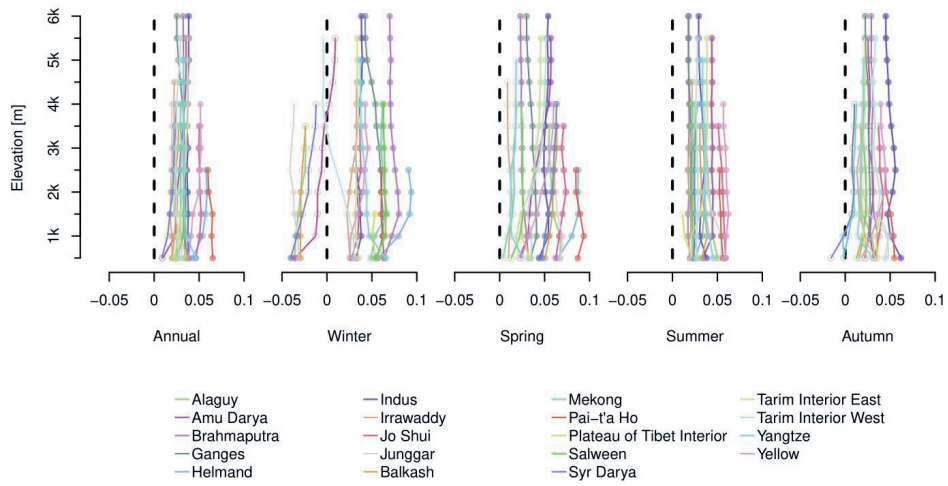 Elevation [m]
6k
5k
4k
3k
2k
1k
−0.05 0 0.05 0.1 −0.05 0 0.05 0.1 −0.05 0 0.05 0.1 −0.05 0 0.05 0.1 −0.05 0 0.05 0.1
Annual Winter Spring Summer Autumn
Alaguy Indus Mekong Tarim Interior East
Amu Darya Irrawaddy Pai−t'a Ho Tarim Interior West
Brahmaputra Jo Shui Plateau of Tibet Interior Yangtze
Ganges Junggar Salween Yellow
Helmand Balkash Syr Darya